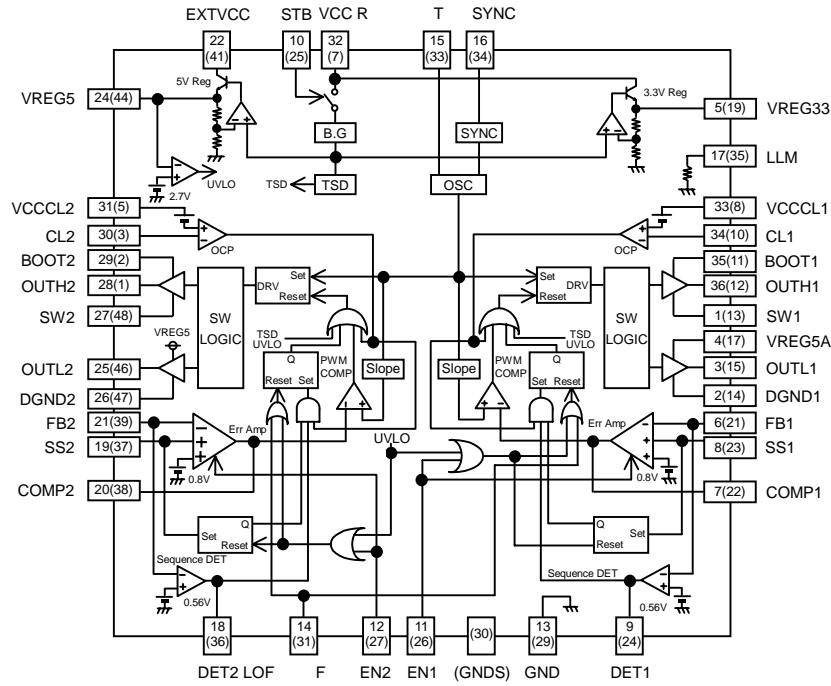 EXTVCC STB VCC R T SYNC
22 (41)
10 (25)
32 (7)
15 (33)
16 (34)
5V Reg
3.3V Reg
VREG5 24(44)
5(19) VREG33
B.G
SYNC
17(35) LLM
UVLO
TSD
TSD
OSC
2.7V
VCCCL2 31(5)
33(8) VCCCL1
CL2 30(3)
34(10) CL1
OCP
OCP
BOOT2 29(2)
35(11) BOOT1
OUTH2 28(1)
36(12) OUTH1
SW2 27(48)
1(13) SW1
SW LOGIC
DRV
Set
Reset
Set
Reset
DRV
SW LOGIC
VREG5
4(17) VREG5A
TSD
UVLO
TSD
UVLO
OUTL2 25(46)
3(15) OUTL1
DGND2 26(47)
2(14) DGND1
Q
Reset Set
PWM COMP
Slope
Slope
PWM COMP
Q
Set Reset
FB2 21(39)
6(21) FB1
Err Amp
Err Amp
SS2 19(37)
8(23) SS1
UVLO
0.8V
0.8V
COMP2 20(38)
7(22) COMP1
Q
Set
Reset
Q
Set
Reset
Sequence DET
Sequence DET
0.56V
0.56V
18 (36)
14 (31)
12 (27)
11 (26)
(30)
13 (29)
9 (24)
DET2 LOF F EN2 EN1 (GNDS) GND DET1